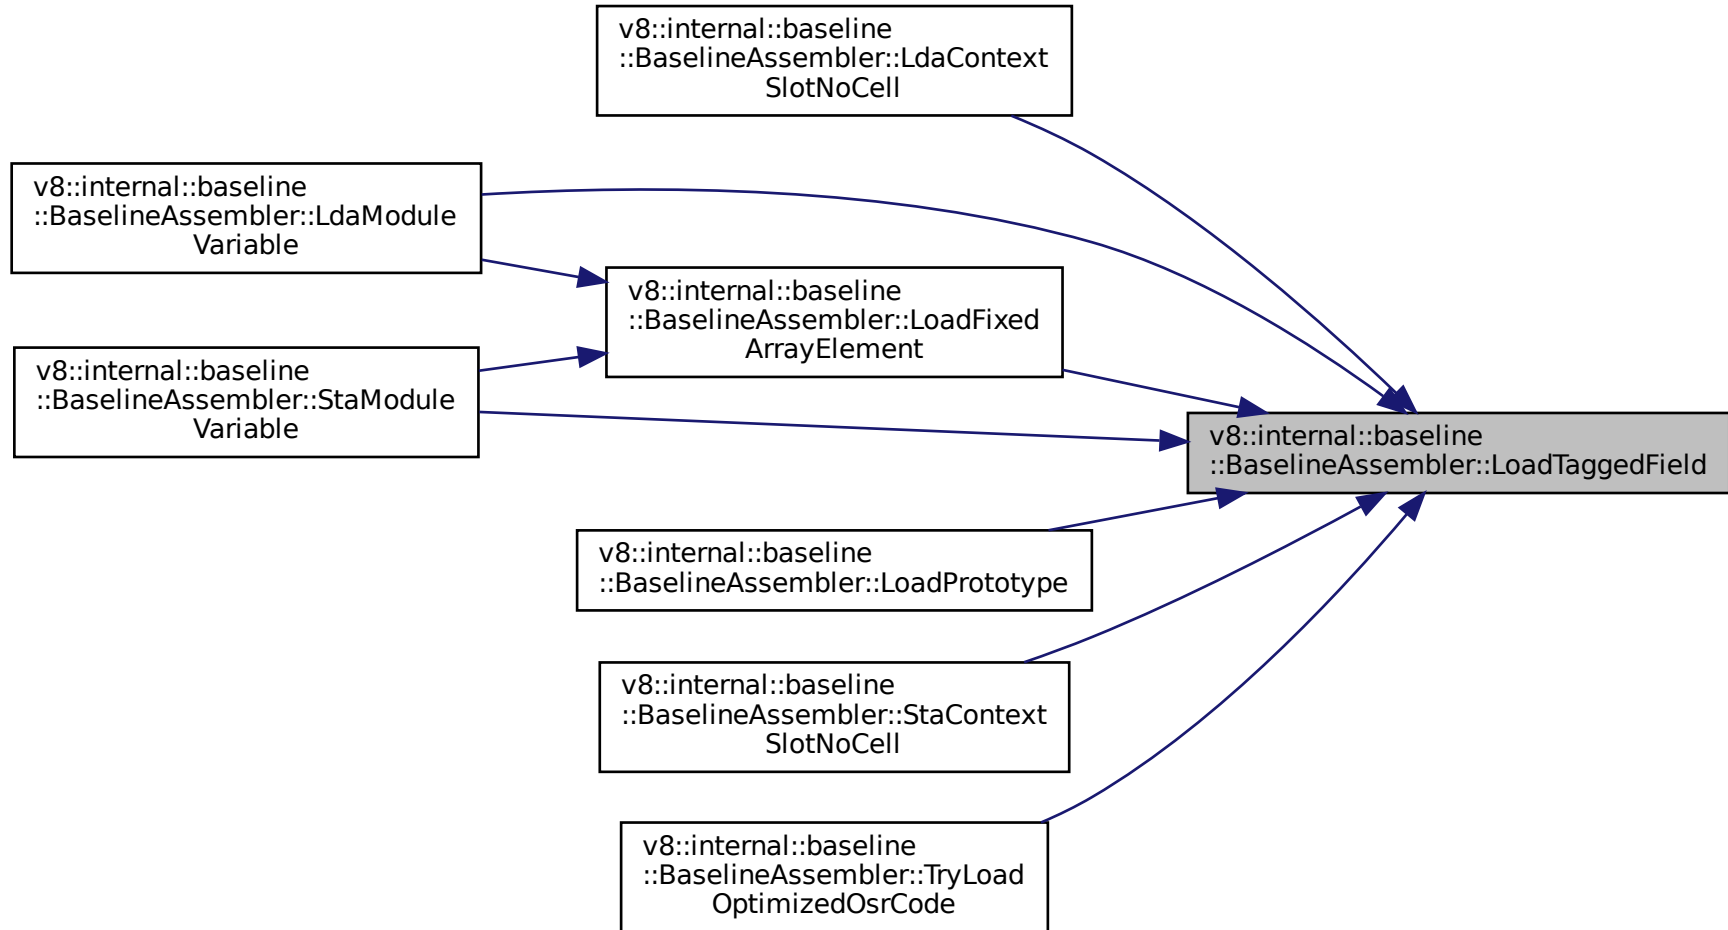 v8::internal::baseline
::BaselineAssembler::LdaContext
SlotNoCell
v8::internal::baseline
::BaselineAssembler::LdaModule
Variable
v8::internal::baseline
::BaselineAssembler::LoadFixed
ArrayElement
v8::internal::baseline
::BaselineAssembler::StaModule
Variable
v8::internal::baseline
::BaselineAssembler::LoadTaggedField
v8::internal::baseline
::BaselineAssembler::LoadPrototype
v8::internal::baseline
::BaselineAssembler::StaContext
SlotNoCell
v8::internal::baseline
::BaselineAssembler::TryLoad
OptimizedOsrCode